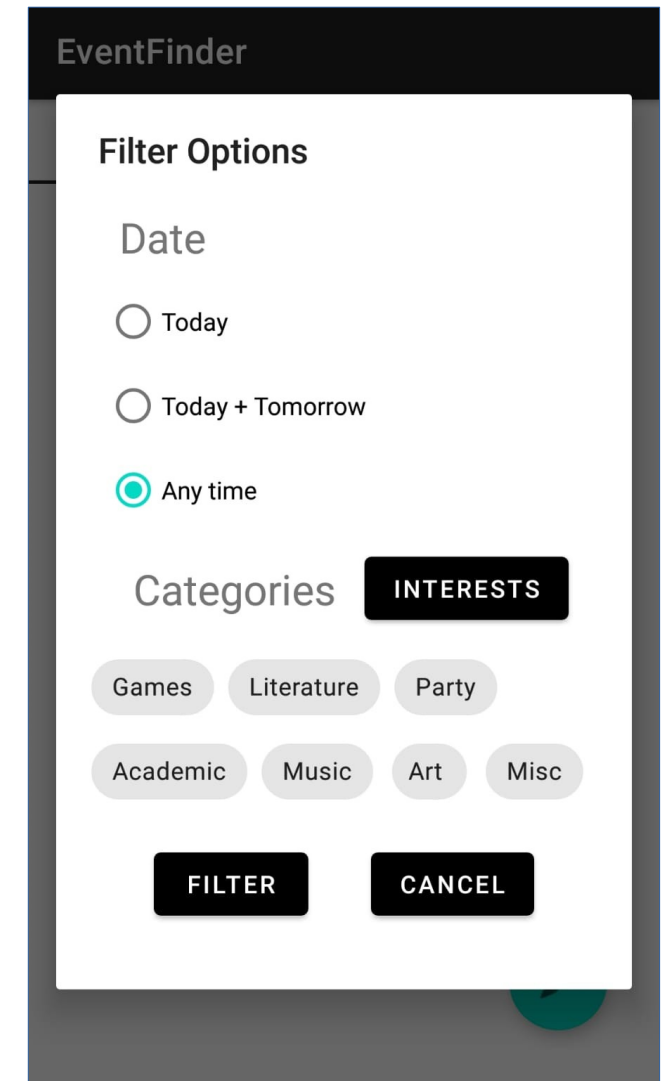 EventFinder
Filter Options
Date
Today
Today + Tomorrow
Any time
Categories INTERESTS
Games Literature Party
Academic Music Art Misc
FILTER CANCEL